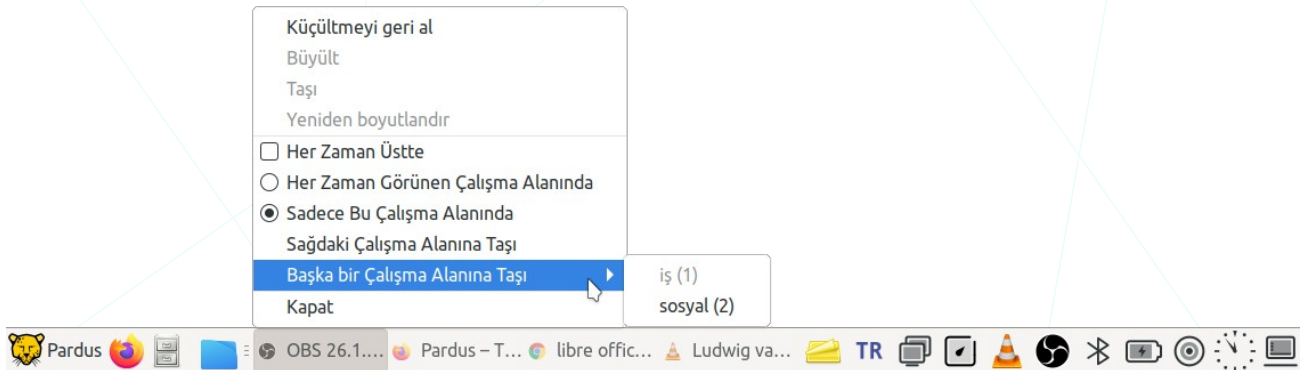 Küçültmeyi geri al
Büyült
Taşı
Yeniden boyutlandır
Her Zaman Üstte
Her Zaman Görünen Çalışma Alanında
Sadece Bu Çalışma Alanında
Sağdaki Çalışma Alanına Taşı
Başka bir Çalışma Alanına Taşı
iş (1)
Kapat
sosyal (2)
Pardus
OBS 26.1....
Pardus – T...
libre offic...
Ludwig va...
TR